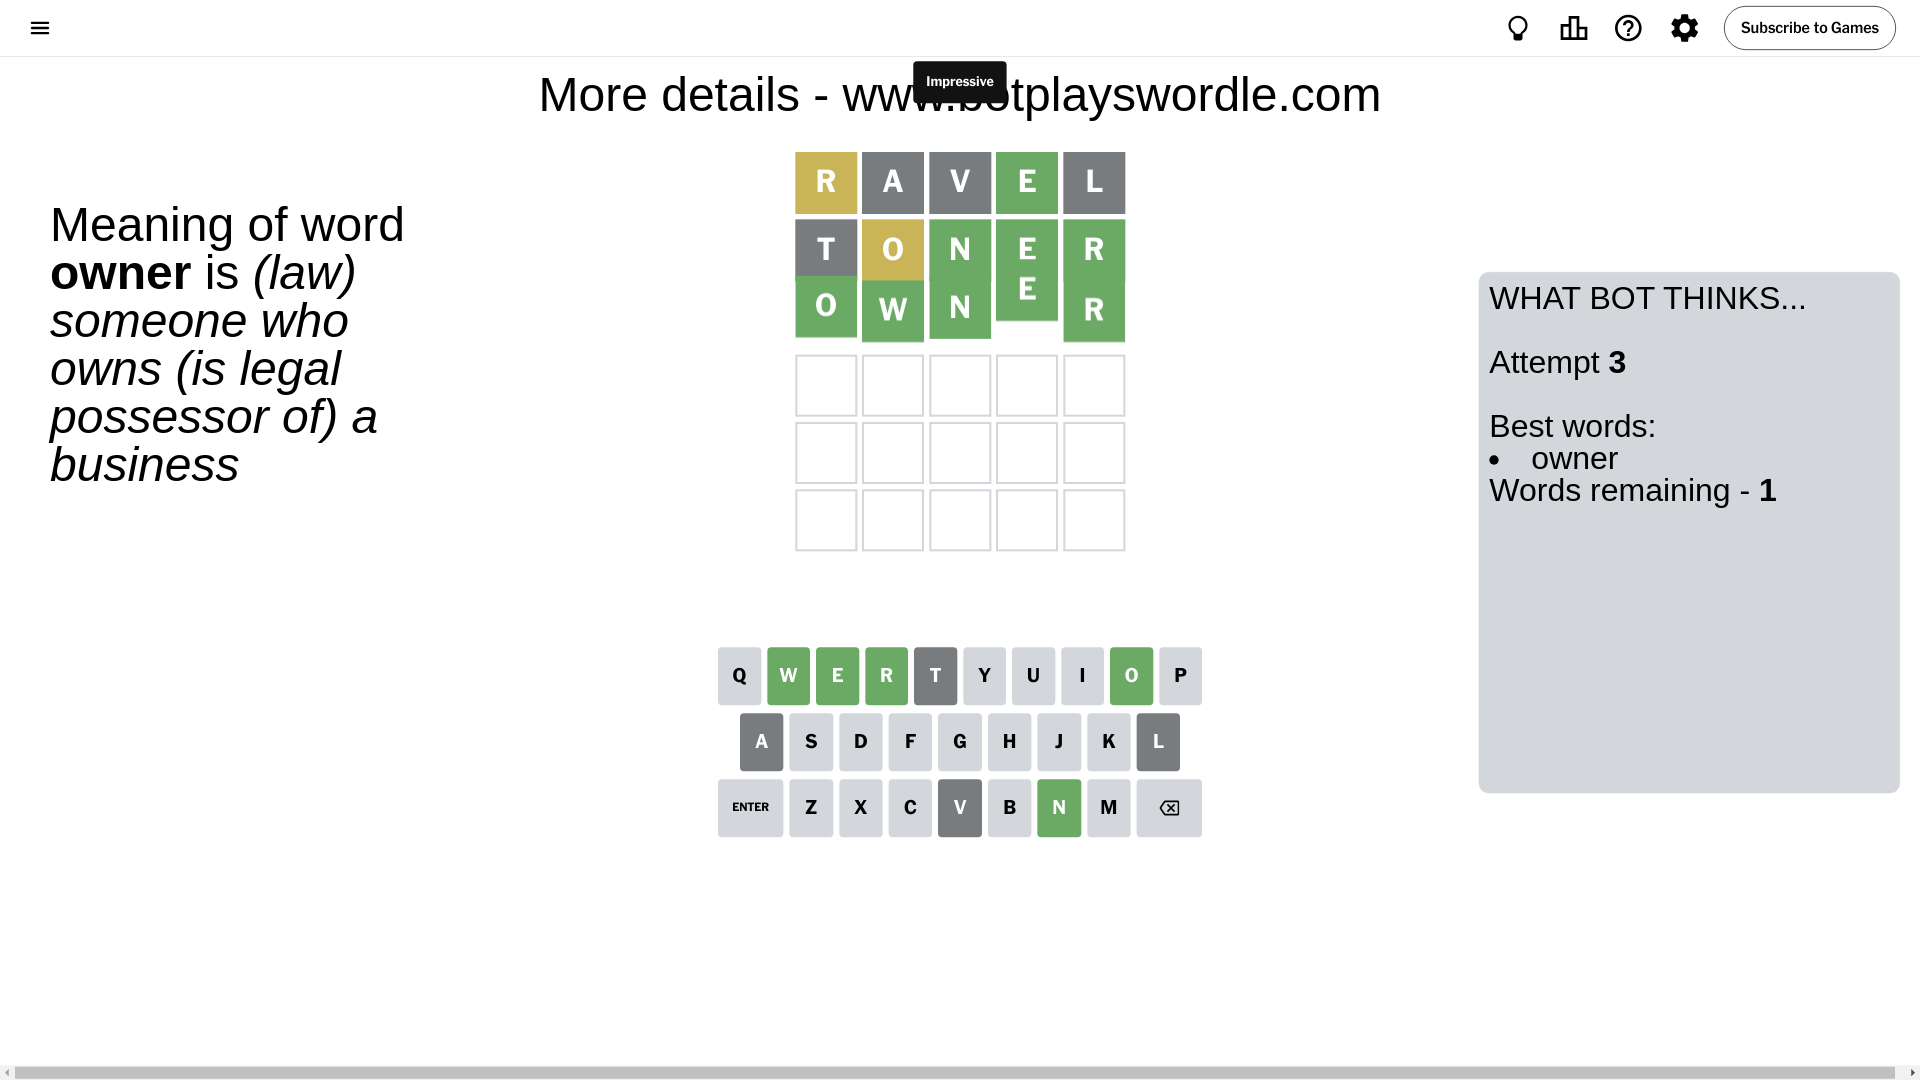 Subscribe to Games
Impressive
More details - www.botplayswordle.com
Meaning of word
owner is (law)
someone who
owns (is legal
possessor of) a
business
R A V E L
T O N E R
O W N E R
WHAT BOT THINKS...
Attempt 3
Best words:
• owner
Words remaining - 1
Q W E R T Y U I O P
A S D F G H J K L
ENTER Z X C V B N M